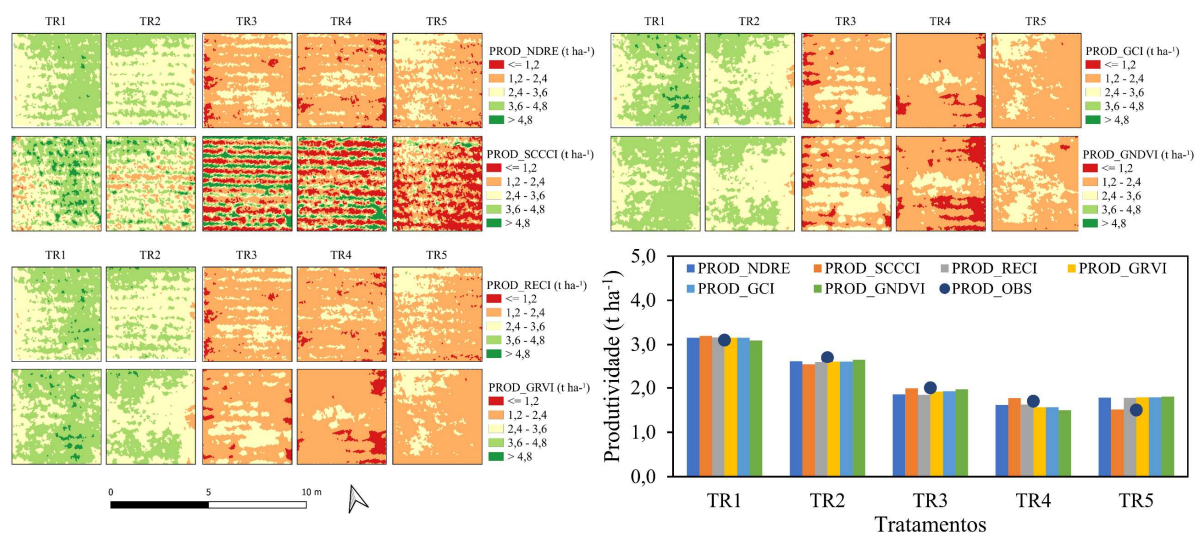 TR1 TR2 TR3 TR4 TR5
PROD_NDRE (t ha-¹)
<= 1,2
1,2 - 2,4
2,4 - 3,6
3,6 - 4,8
> 4,8
PROD_SCCCI (t ha-¹)
<= 1,2
1,2 - 2,4
2,4 - 3,6
3,6 - 4,8
> 4,8
TR1 TR2 TR3 TR4 TR5
PROD_RECI (t ha-¹)
<= 1,2
1,2 - 2,4
2,4 - 3,6
3,6 - 4,8
> 4,8
PROD_GRVI (t ha-¹)
<= 1,2
1,2 - 2,4
2,4 - 3,6
3,6 - 4,8
> 4,8
0 5 10 m
TR1 TR2 TR3 TR4 TR5
PROD_GCI (t ha-¹)
<= 1,2
1,2 - 2,4
2,4 - 3,6
3,6 - 4,8
> 4,8
PROD_GNDVI (t ha-¹)
<= 1,2
1,2 - 2,4
2,4 - 3,6
3,6 - 4,8
> 4,8
Produtividade (t ha-¹)
5,0
4,0
3,0
2,0
1,0
0,0
PROD_NDRE PROD_SCCCI PROD_RECI PROD_GRVI
PROD_GCI PROD_GNDVI PROD_OBS
TR1 TR2 TR3 TR4 TR5
Tratamentos